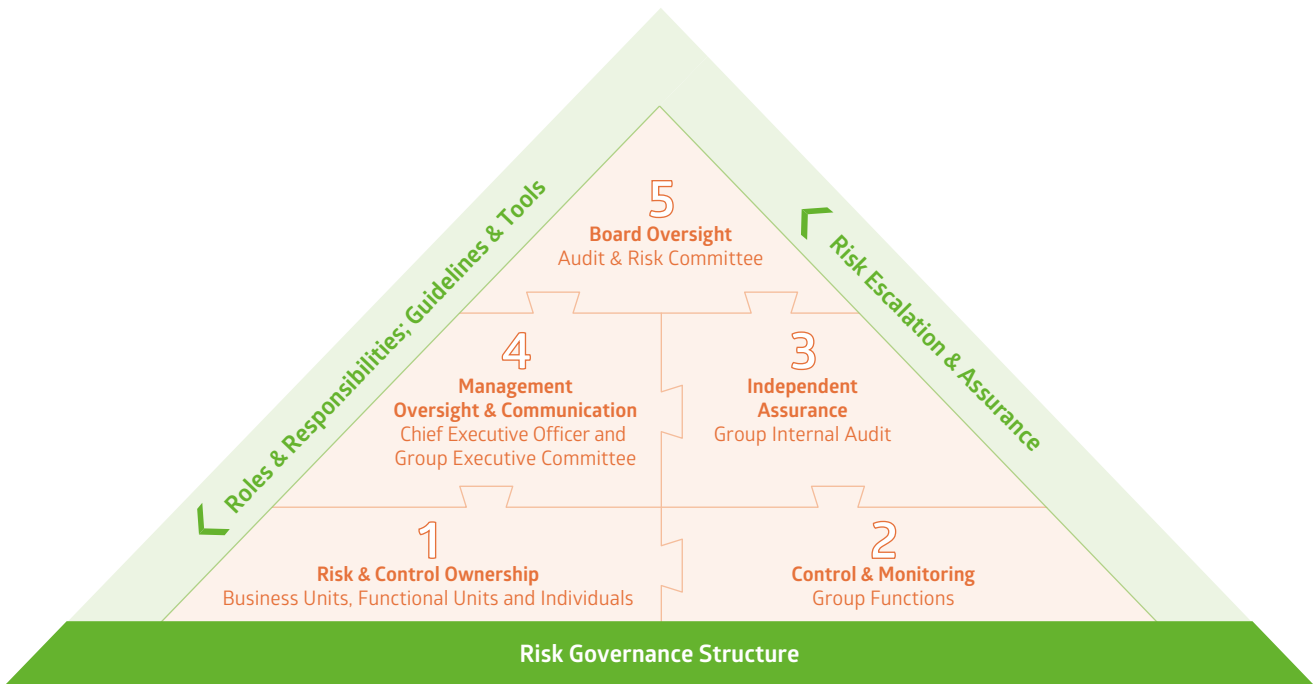 Roles & Responsibilities; Guidelines & Tools
Risk Escalation & Assurance
5
Board Oversight
Audit & Risk Committee
4
Management
Oversight & Communication
Chief Executive Officer and
Group Executive Committee
3
Independent
Assurance
Group Internal Audit
1
Risk & Control Ownership
Business Units, Functional Units and Individuals
2
Control & Monitoring
Group Functions
Risk Governance Structure